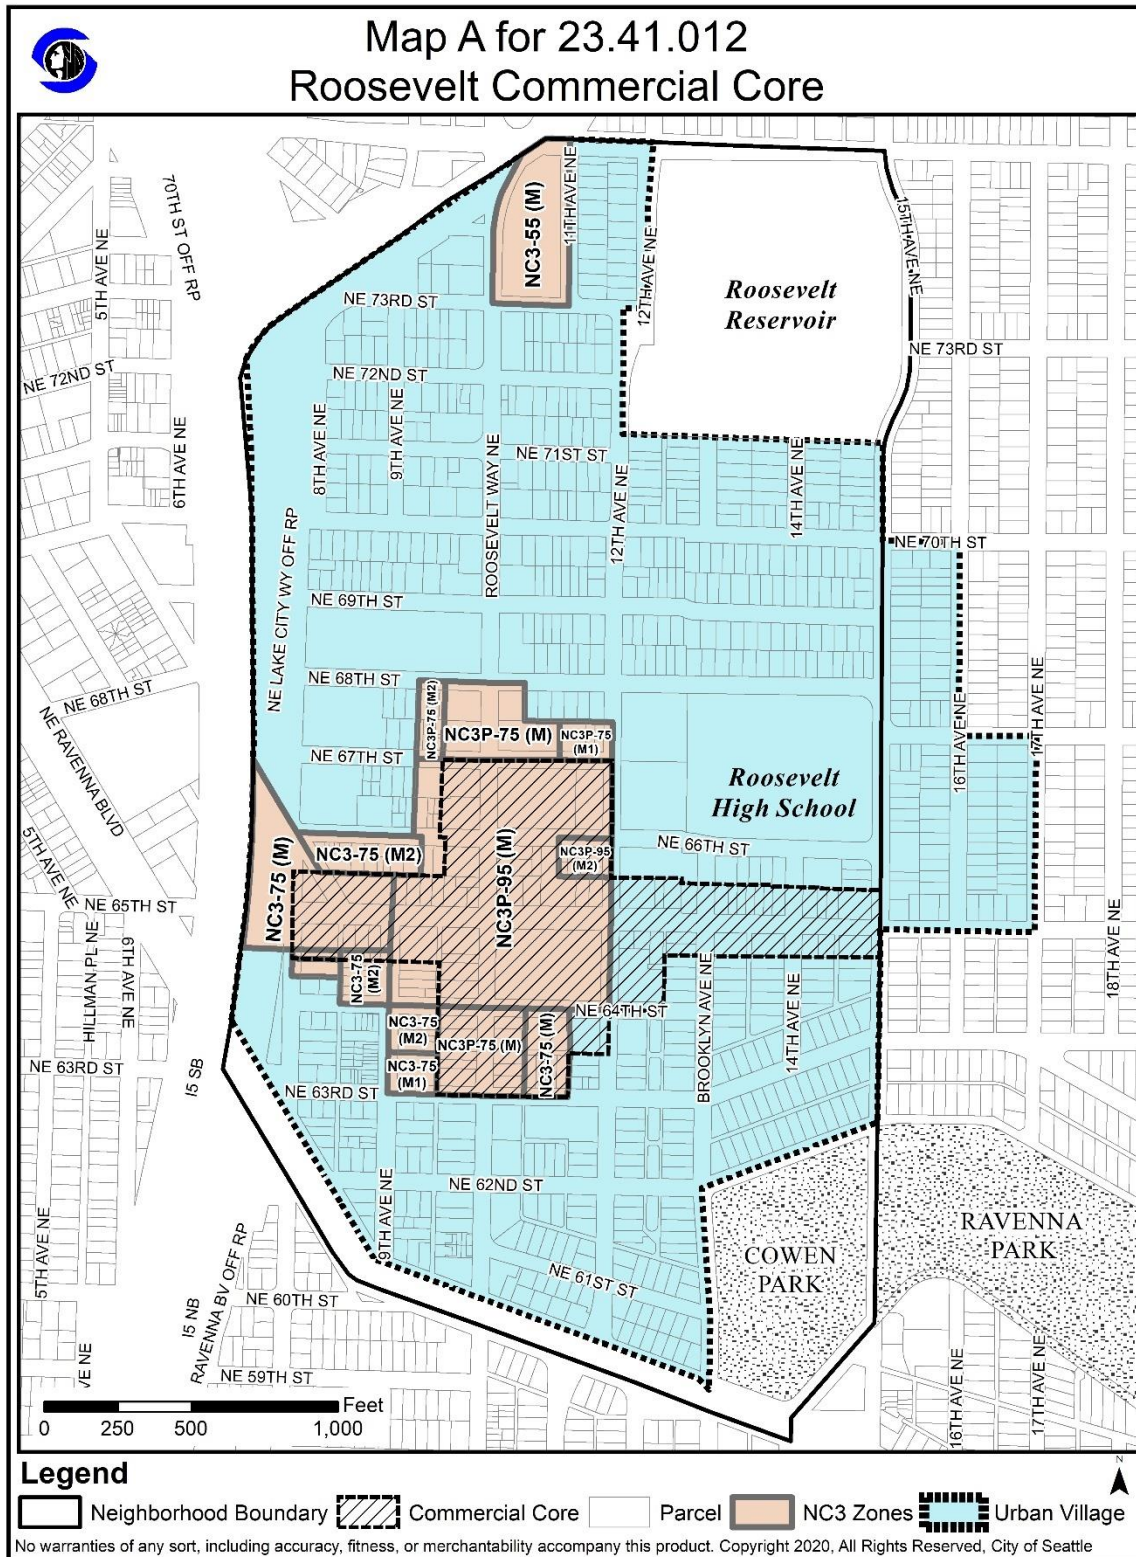 Map A for 23.41.012
Roosevelt Commercial Core
70TH ST OFF RP
5TH AVE NE
NC3-55 (M)
11TH AVE NE
12TH AVE NE
15TH AVE NE
Roosevelt
Reservoir
NE 73RD ST
NE 73RD ST
NE 72ND ST
NE 72ND ST
6TH AVE NE
8TH AVE NE
9TH AVE NE
ROOSEVELT WAY NE
NE 71ST ST
12TH AVE NE
14TH AVE NE
NE 70TH ST
NE LAKE CITY WY OFF RP
NE 69TH ST
NE 68TH ST
NE 68TH ST
NC3P-75 (M2)
NC3P-75 (M)
NC3P-75
(M1)
16TH AVE NE
17TH AVE NE
NE RAVENNA BLVD
NE 67TH ST
Roosevelt
High School
5TH AVE NE
NC3-75 (M)
NC3-75 (M2)
NC3P-95 (M)
NC3P-95
(M2)
NE 66TH ST
NE 65TH ST
HILLMAN PL NE
6TH AVE NE
NC3-75
(M2)
BROOKLYN AVE NE
14TH AVE NE
18TH AVE NE
NE 64TH ST
NC3-75
(M2)
NC3P-75 (M)
NC3-75 (M)
NC3-75
(M1)
NE 63RD ST
NE 63RD ST
I5 SB
9TH AVE NE
NE 62ND ST
5TH AVE NE
RAVENNA
PARK
COWEN
PARK
NE 61ST ST
I5 NB
RAVENNA BV OFF RP
NE 60TH ST
NE 59TH ST
VE NE
16TH AVE NE
17TH AVE NE
Feet
0 250 500 1,000
Legend
N
Neighborhood Boundary Commercial Core Parcel NC3 Zones Urban Village
No warranties of any sort, including accuracy, fitness, or merchantability accompany this product. Copyright 2020, All Rights Reserved, City of Seattle